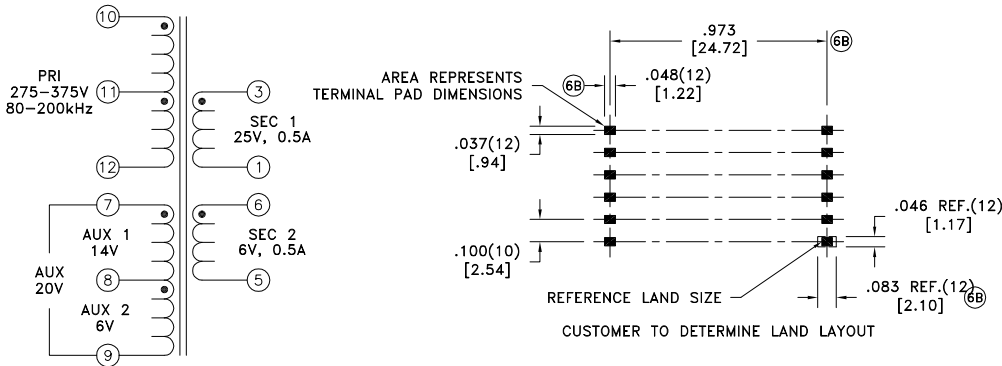 10
PRI
275-375V
80-200kHz
11
12
3
SEC 1
25V, 0.5A
1
7
AUX 1
14V
AUX
20V
8
AUX 2
6V
9
6
SEC 2
6V, 0.5A
5
.973
[24.72]
6B
AREA REPRESENTS
TERMINAL PAD DIMENSIONS
6B
.048(12)
[1.22]
.037(12)
[.94]
.100(10)
[2.54]
.046 REF.(12)
[1.17]
REFERENCE LAND SIZE
.083 REF.(12)
[2.10]
6B
CUSTOMER TO DETERMINE LAND LAYOUT